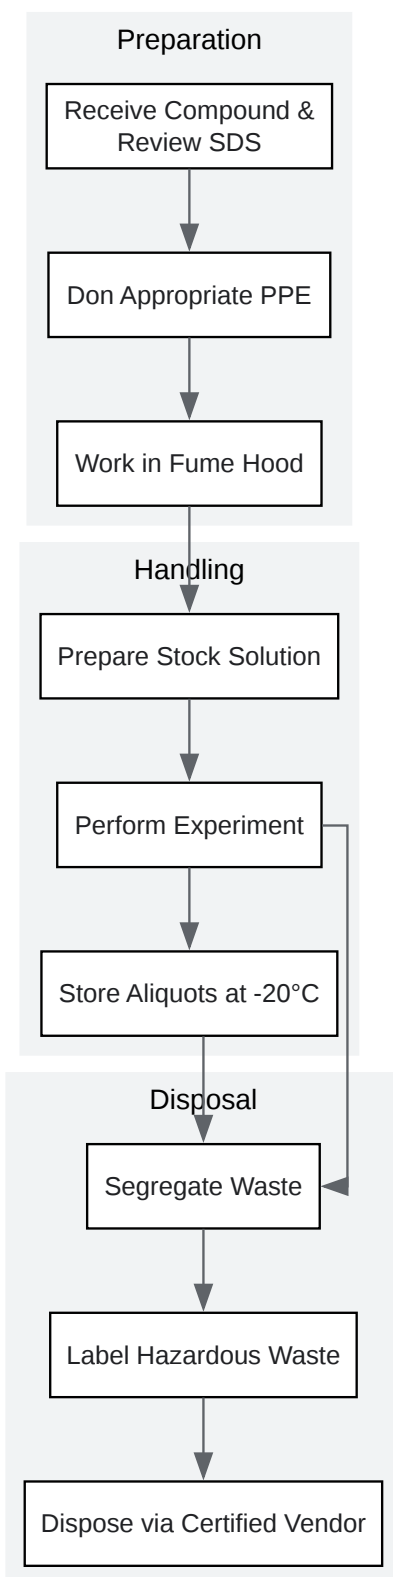 Preparation
Receive Compound &
Review SDS
Don Appropriate PPE
Work in Fume Hood
Handling
Prepare Stock Solution
Perform Experiment
Store Aliquots at -20°C
Disposal
Segregate Waste
Label Hazardous Waste
Dispose via Certified Vendor